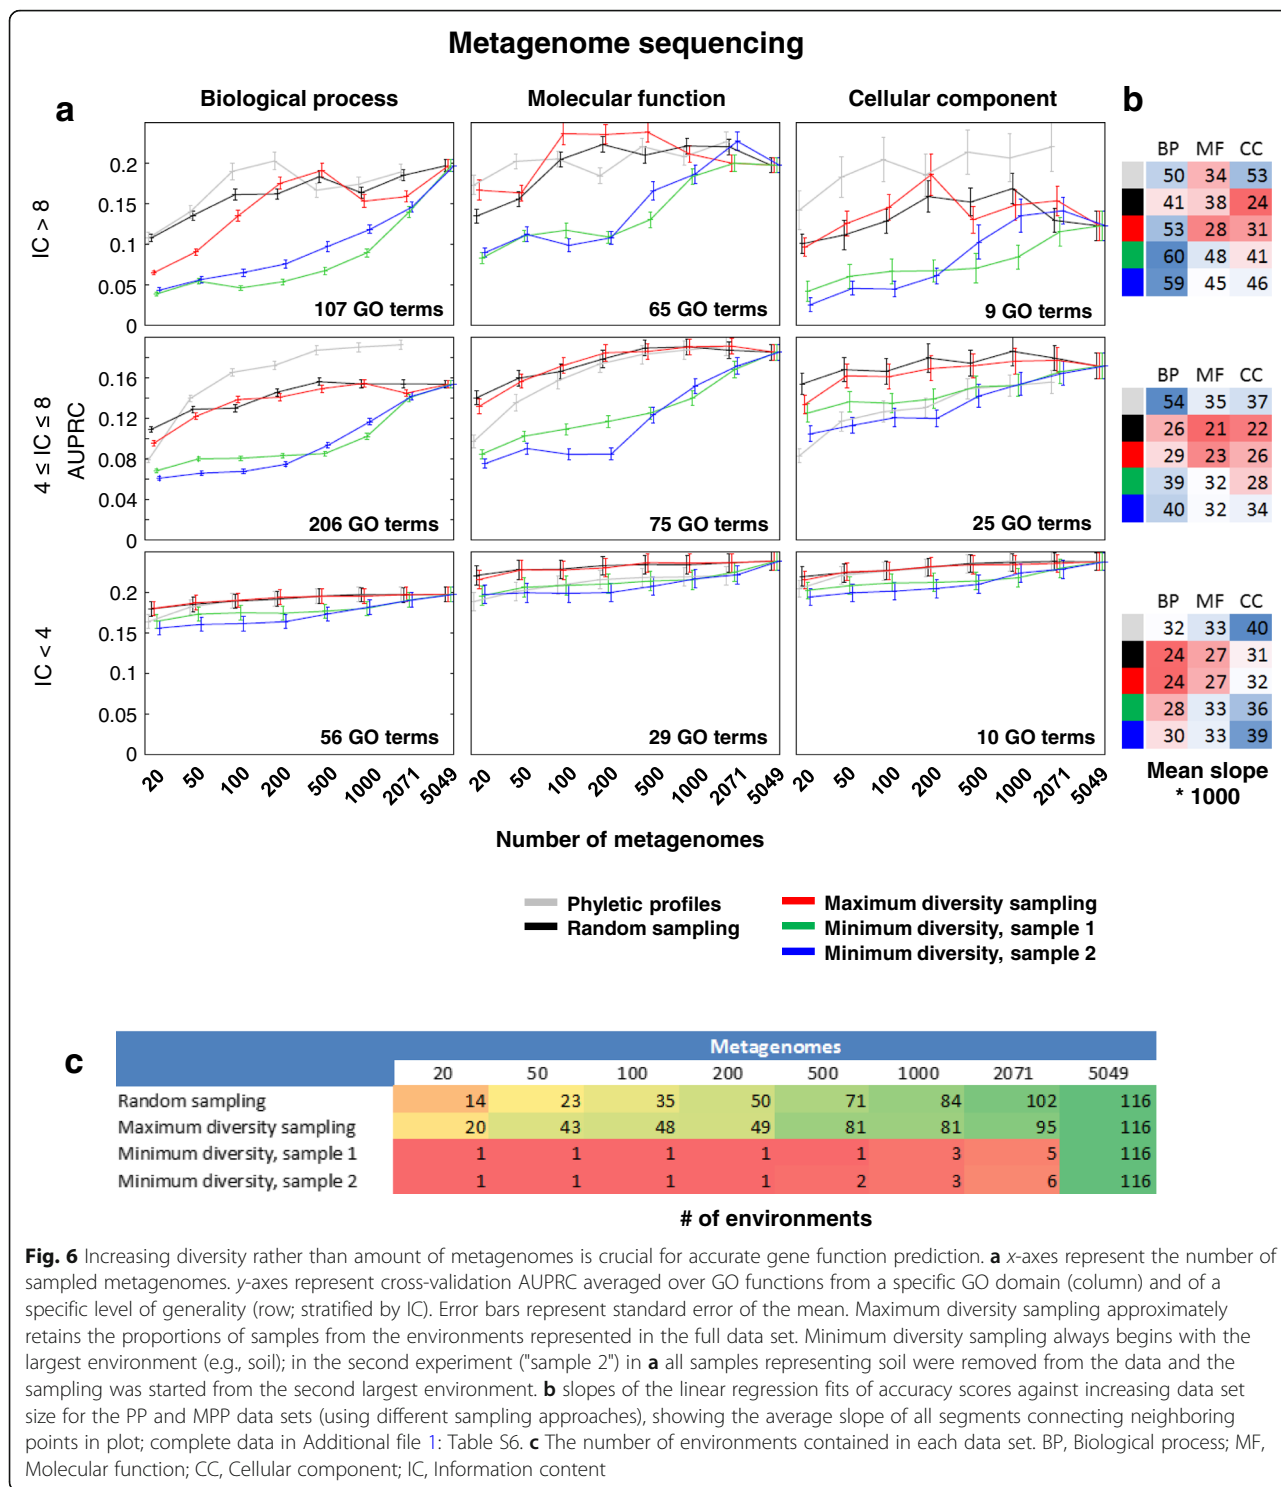 Metagenome sequencing
a
Biological process
Molecular function
Cellular component
b
IC > 8
0.2
0.15
0.1
0.05
0
107 GO terms
65 GO terms
9 GO terms
BP MF CC
50 34 53
41 38 24
53 28 31
60 48 41
59 45 46
4 ≤ IC ≤ 8
AUPRC
0.16
0.12
0.08
0.04
0
206 GO terms
75 GO terms
25 GO terms
54 35 37
26 21 22
29 23 26
39 32 28
40 32 34
BP MF CC
IC < 4
0.2
0.15
0.1
0.05
0
56 GO terms
29 GO terms
10 GO terms
BP MF CC
32 33 40
24 27 31
24 27 32
28 33 36
30 33 39
Mean slope
* 1000
20 50 100 200 500 1000 2071 5049
20 50 100 200 500 1000 2071 5049
20 50 100 200 500 1000 2071 5049
Number of metagenomes
Phyletic profiles
Random sampling
Maximum diversity sampling
Minimum diversity, sample 1
Minimum diversity, sample 2
c
Metagenomes
20 50 100 200 500 1000 2071 5049
Random sampling 14 23 35 50 71 84 102 116
Maximum diversity sampling 20 43 48 49 81 81 95 116
Minimum diversity, sample 1 1 1 1 1 1 3 5 116
Minimum diversity, sample 2 1 1 1 1 2 3 6 116
# of environments
Fig. 6 Increasing diversity rather than amount of metagenomes is crucial for accurate gene function prediction. a x-axes represent the number of
sampled metagenomes. y-axes represent cross-validation AUPRC averaged over GO functions from a specific GO domain (column) and of a
specific level of generality (row; stratified by IC). Error bars represent standard error of the mean. Maximum diversity sampling approximately
retains the proportions of samples from the environments represented in the full data set. Minimum diversity sampling always begins with the
largest environment (e.g., soil); in the second experiment ("sample 2") in a all samples representing soil were removed from the data and the
sampling was started from the second largest environment. b slopes of the linear regression fits of accuracy scores against increasing data set
size for the PP and MPP data sets (using different sampling approaches), showing the average slope of all segments connecting neighboring
points in plot; complete data in Additional file 1: Table S6. c The number of environments contained in each data set. BP, Biological process; MF,
Molecular function; CC, Cellular component; IC, Information content